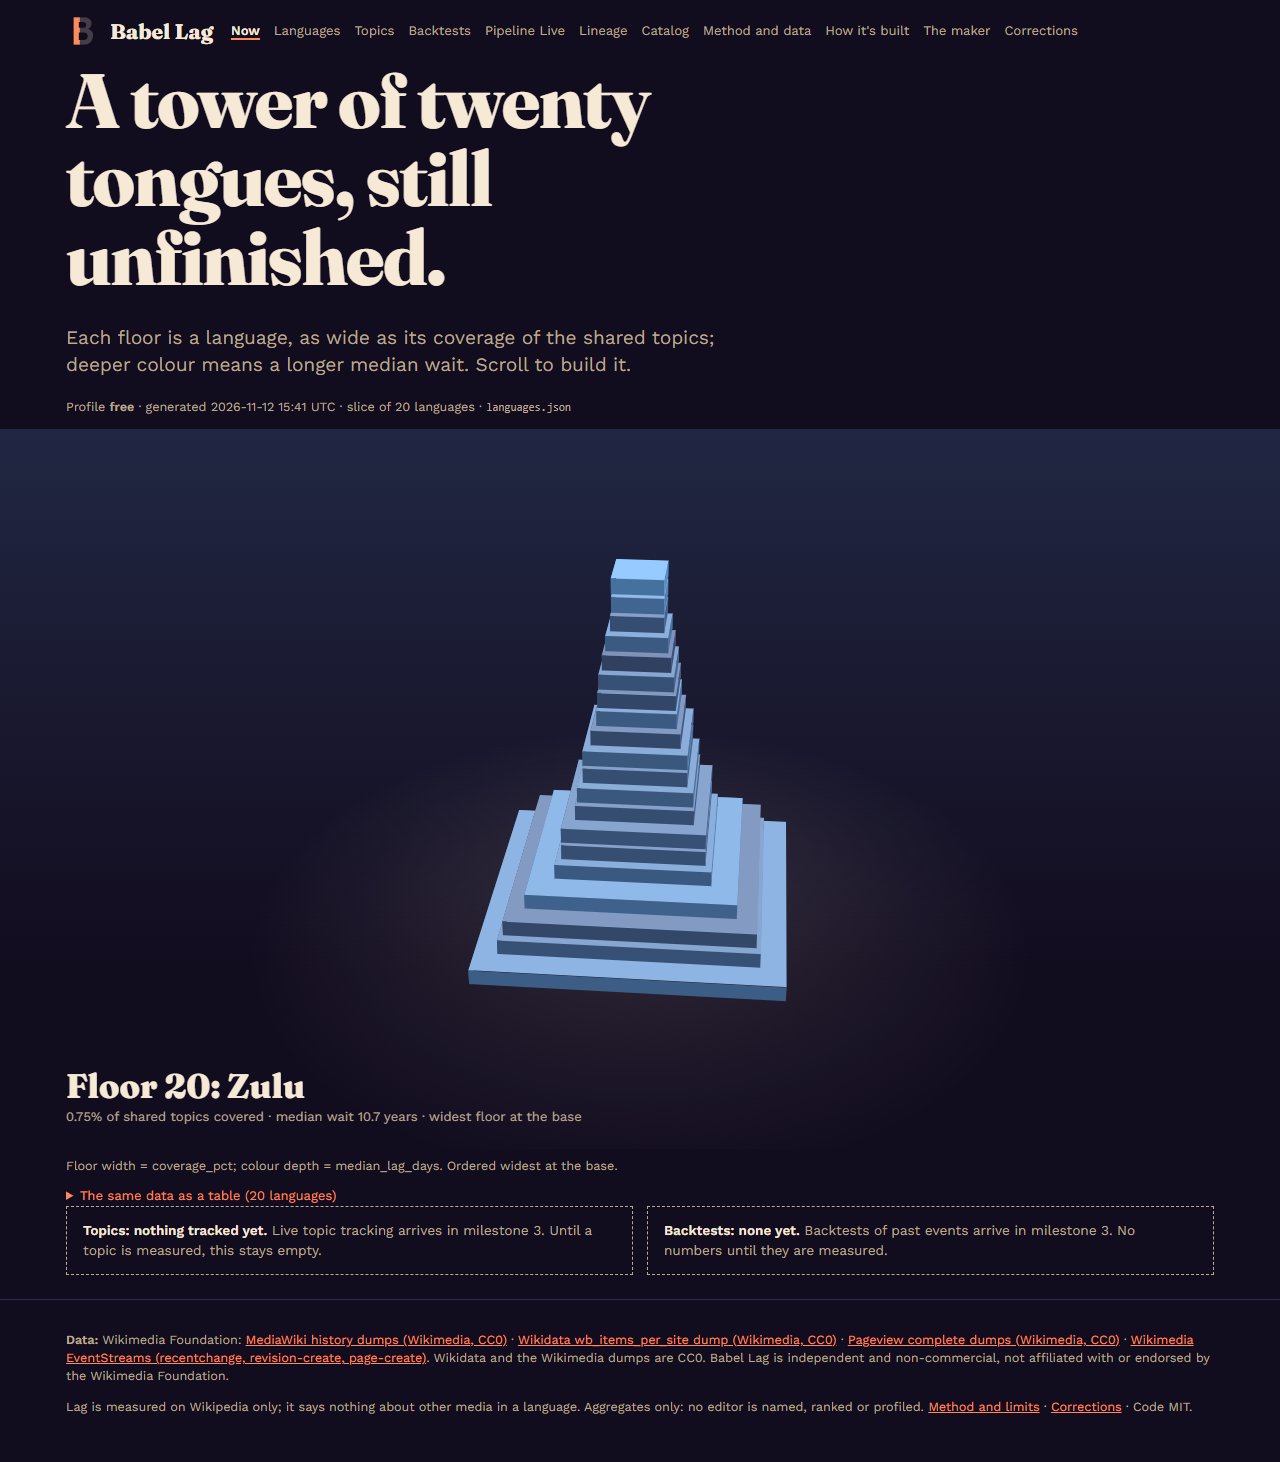 B Babel Lag Now Languages Topics Backtests Pipeline Live Lineage Catalog Method and data How it's built The maker Corrections
A tower of twenty
tongues, still
unfinished.
Each floor is a language, as wide as its coverage of the shared topics;
deeper colour means a longer median wait. Scroll to build it.
Profile free · generated 2026-11-12 15:41 UTC · slice of 20 languages · languages.json
Floor 20: Zulu
0.75% of shared topics covered · median wait 10.7 years · widest floor at the base
Floor width = coverage_pct; colour depth = median_lag_days. Ordered widest at the base.
▶ The same data as a table (20 languages)
Topics: nothing tracked yet. Live topic tracking arrives in milestone 3. Until a
topic is measured, this stays empty.
Backtests: none yet. Backtests of past events arrive in milestone 3. No
numbers until they are measured.
Data: Wikimedia Foundation: MediaWiki history dumps (Wikimedia, CC0) · Wikidata wb_items_per_site dump (Wikimedia, CC0) · Pageview complete dumps (Wikimedia, CC0) · Wikimedia
EventStreams (recentchange, revision-create, page-create). Wikidata and the Wikimedia dumps are CC0. Babel Lag is independent and non-commercial, not affiliated with or endorsed by
the Wikimedia Foundation.
Lag is measured on Wikipedia only; it says nothing about other media in a language. Aggregates only: no editor is named, ranked or profiled. Method and limits · Corrections · Code MIT.